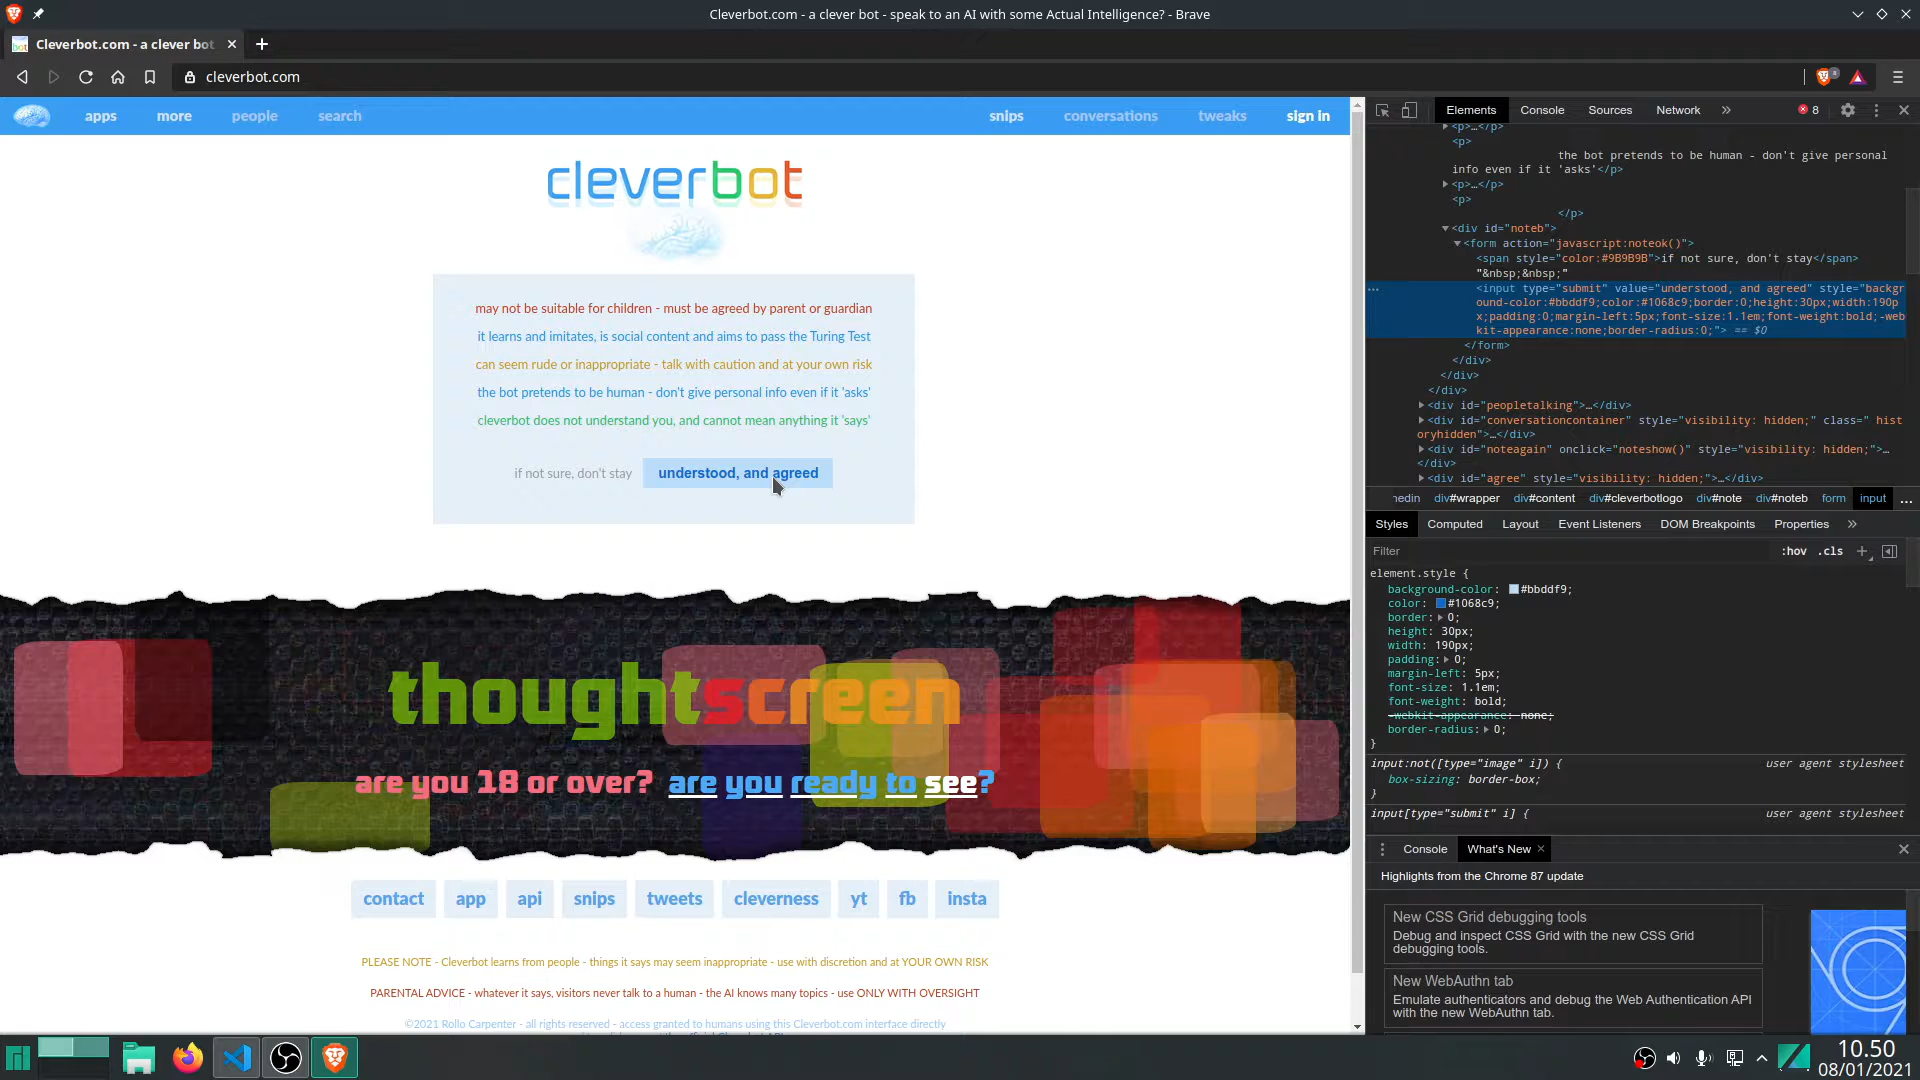 Cleverbot.com - a clever bot - speak to an AI with some Actual Intelligence? - Brave
Cleverbot.com - a clever bot
cleverbot.com
apps more people search snips conversations tweaks sign in
cleverbot
may not be suitable for children - must be agreed by parent or guardian
it learns and imitates, is social content and aims to pass the Turing Test
can seem rude or inappropriate - talk with caution and at your own risk
the bot pretends to be human - don't give personal info even if it 'asks'
cleverbot does not understand you, and cannot mean anything it 'says'
if not sure, don't stay understood, and agreed
thoughtscreen
are you 18 or over? are you ready to see?
contact app api snips tweets cleverness yt fb insta
PLEASE NOTE - Cleverbot learns from people - things it says may seem inappropriate - use with discretion and at YOUR OWN RISK
PARENTAL ADVICE - whatever it says, visitors never talk to a human - the AI knows many topics - use ONLY WITH OVERSIGHT
©2021 Rollo Carpenter - all rights reserved - access granted to humans using this Cleverbot.com interface directly
Elements Console Sources Network » 8
<p>…</p>
<p>
the bot pretends to be human - don't give personal
info even if it 'asks'</p>
<p>…</p>
<p>
</p>
<div id="noteb">
<form action="javascript:noteok()">
<span style="color:#9B9B9B">if not sure, don't stay</span>
"&nbsp;&nbsp;"
<input type="submit" value="understood, and agreed" style="backgr
ound-color:#bbddf9;color:#1068c9;border:0;height:30px;width:190p
x;padding:0;margin-left:5px;font-size:1.1em;font-weight:bold;-web
kit-appearance:none;border-radius:0;"> == $0
</form>
</div>
</div>
</div>
<div id="peopletalking">…</div>
<div id="conversationcontainer" style="visibility: hidden;" class=" hist
oryhidden">…</div>
<div id="noteagain" onclick="noteshow()" style="visibility: hidden;">…
</div>
<div id="agree" style="visibility: hidden;">…</div>
nedin div#wrapper div#content div#cleverbotlogo div#note div#noteb form input ...
Styles Computed Layout Event Listeners DOM Breakpoints Properties »
Filter :hov .cls +
element.style {
background-color: #bbddf9;
color: #1068c9;
border: 0;
height: 30px;
width: 190px;
padding: 0;
margin-left: 5px;
font-size: 1.1em;
font-weight: bold;
-webkit-appearance: none;
border-radius: 0;
}
input:not([type="image" i]) { user agent stylesheet
box-sizing: border-box;
}
input[type="submit" i] { user agent stylesheet
Console What's New
Highlights from the Chrome 87 update
New CSS Grid debugging tools
Debug and inspect CSS Grid with the new CSS Grid
debugging tools.
New WebAuthn tab
Emulate authenticators and debug the Web Authentication API
with the new WebAuthn tab.
10.50
08/01/2021